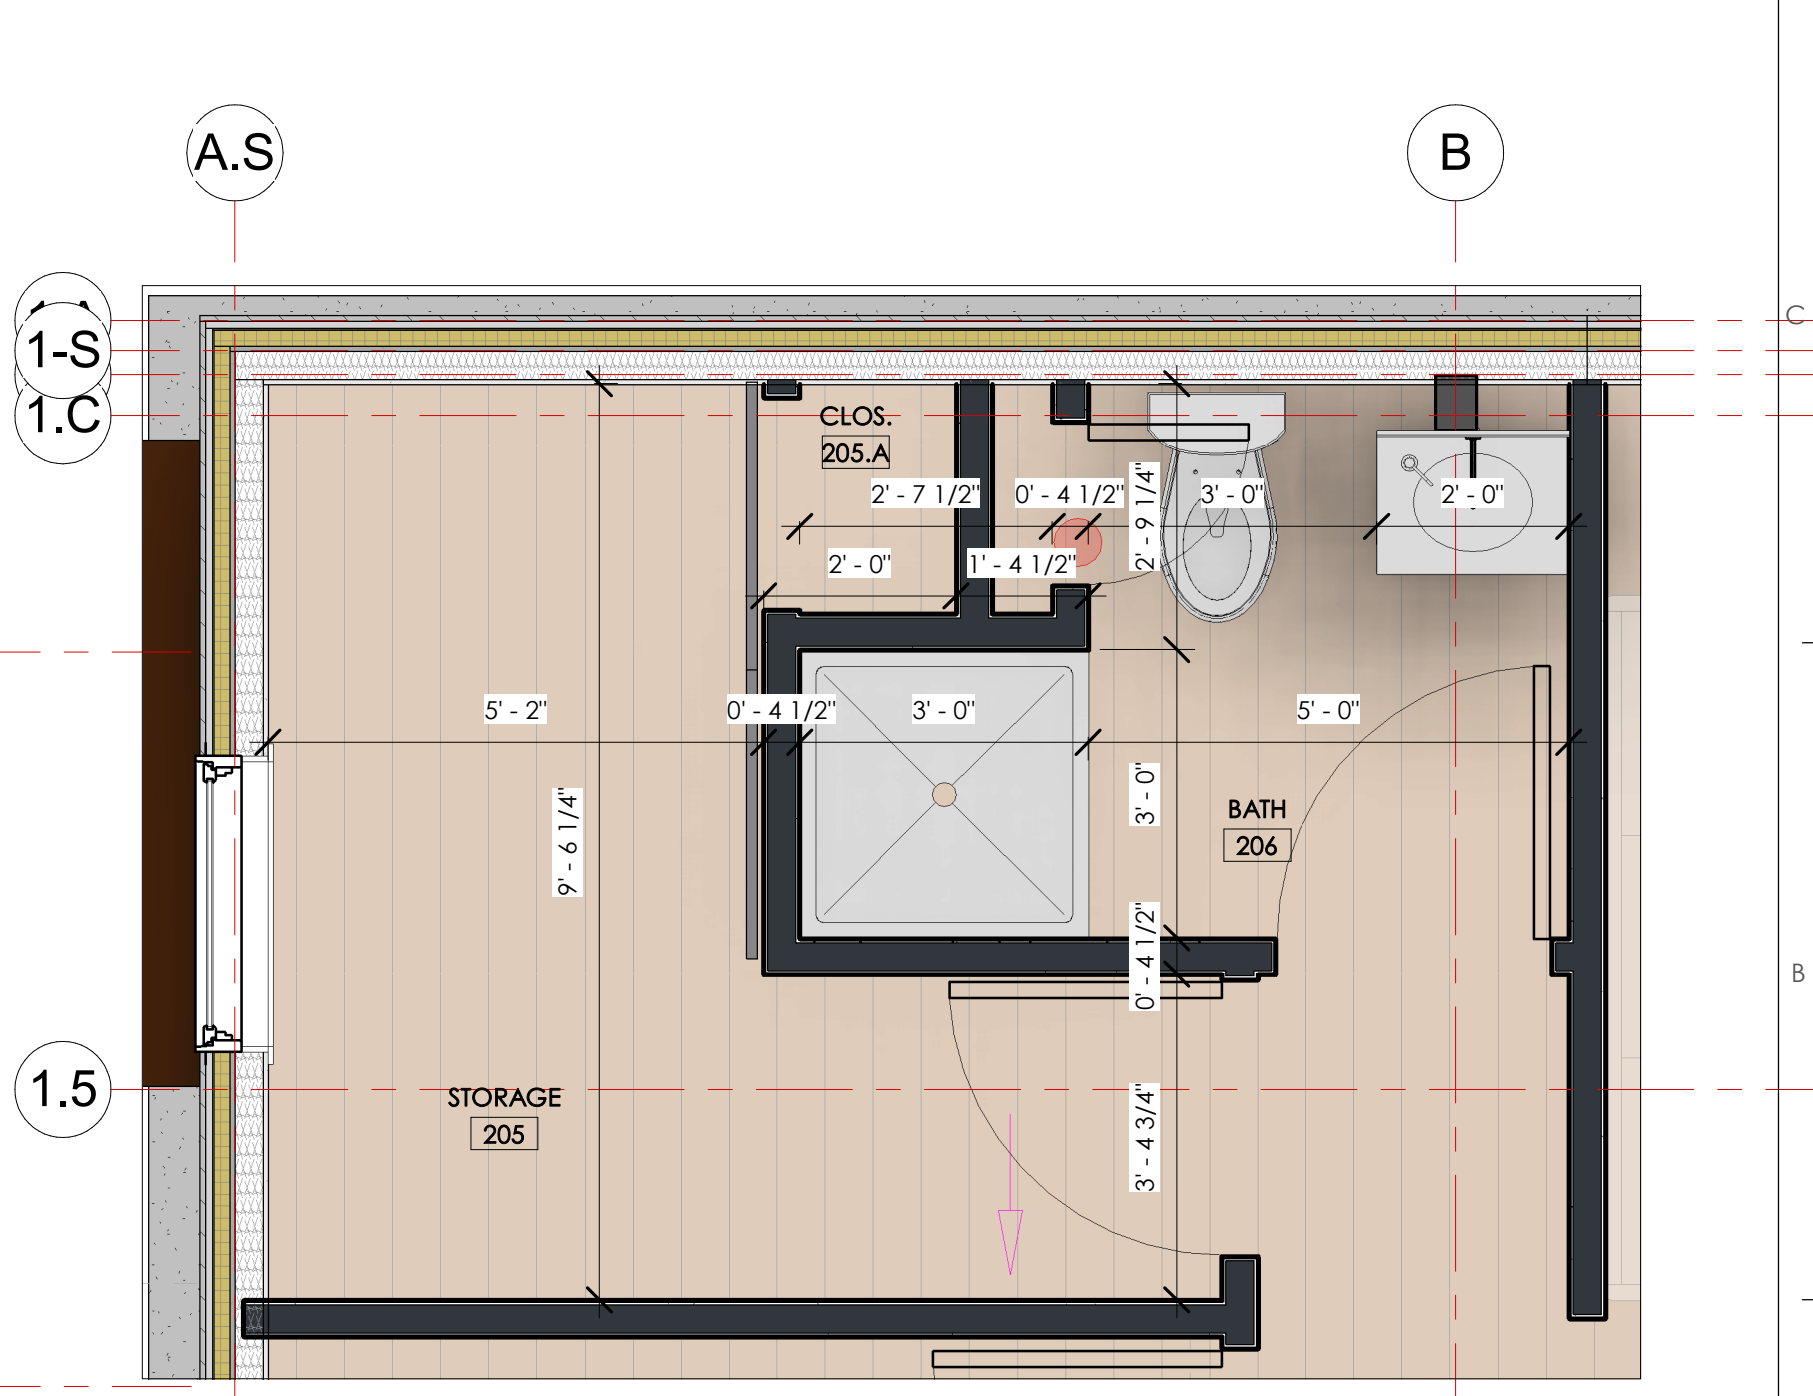 A.S
B
C
1-S
1.C
CLOS.
205.A
2' - 7 1/2"
0' - 4 1/2"
2' - 9 1/4"
3' - 0"
2' - 0"
2' - 0"
1' - 4 1/2"
5' - 2"
0' - 4 1/2"
3' - 0"
5' - 0"
9' - 6 1/4"
3' - 0"
BATH
206
0' - 4 1/2"
B
1.5
STORAGE
205
3' - 4 3/4"